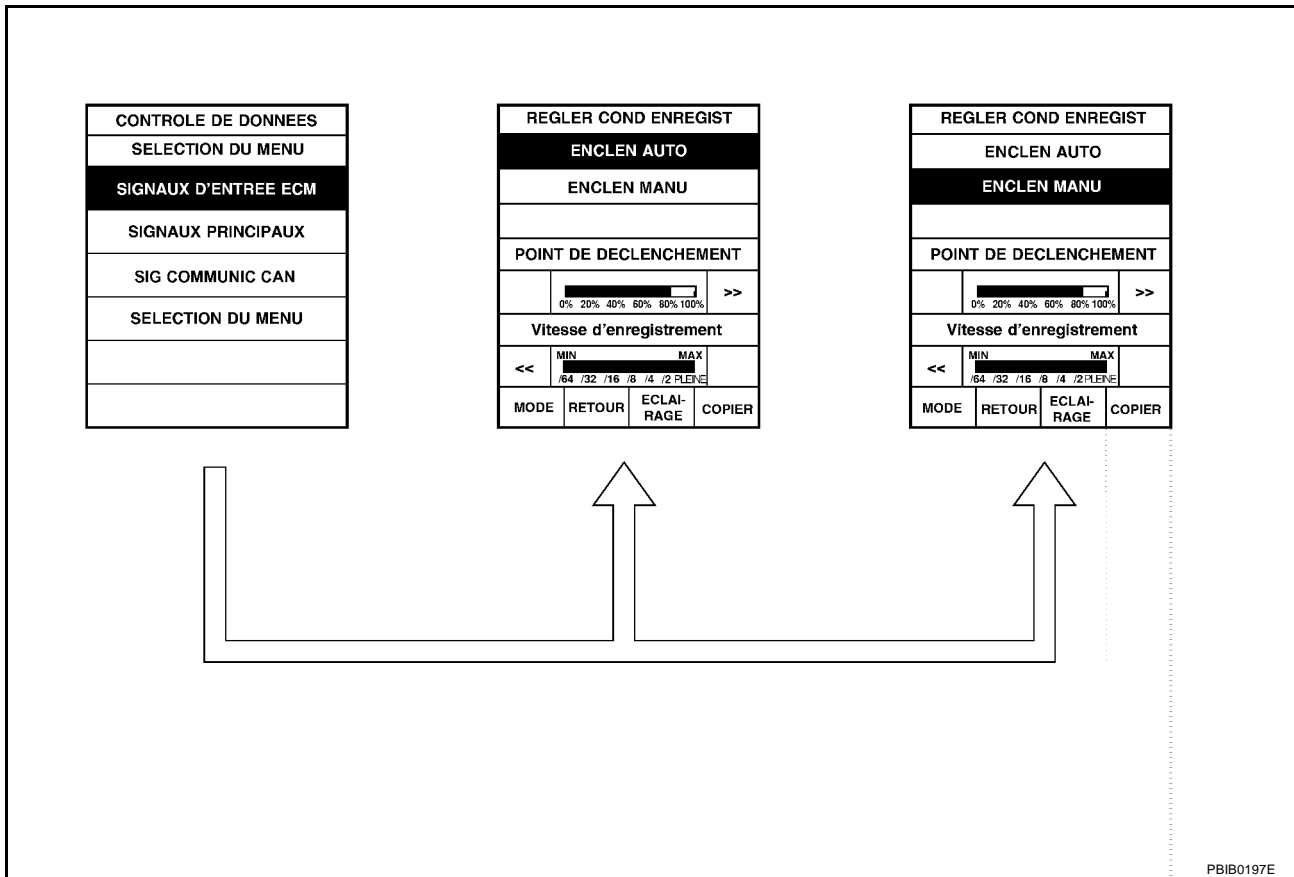 CONTROLE DE DONNEES
SELECTION DU MENU
SIGNAUX D'ENTREE ECM
SIGNAUX PRINCIPAUX
SIG COMMUNIC CAN
SELECTION DU MENU
REGLER COND ENREGIST
ENCLEN AUTO
ENCLEN MANU
POINT DE DECLENCHEMENT
>>
0% 20% 40% 60% 80% 100%
Vitesse d'enregistrement
MIN MAX
<<
/64 /32 /16 /8 /4 /2 PLEINE
MODE RETOUR ECLAI-
RAGE COPIER
REGLER COND ENREGIST
ENCLEN AUTO
ENCLEN MANU
POINT DE DECLENCHEMENT
>>
0% 20% 40% 60% 80% 100%
Vitesse d'enregistrement
MIN MAX
<<
/64 /32 /16 /8 /4 /2 PLEINE
MODE RETOUR ECLAI-
RAGE COPIER
PBIB0197E